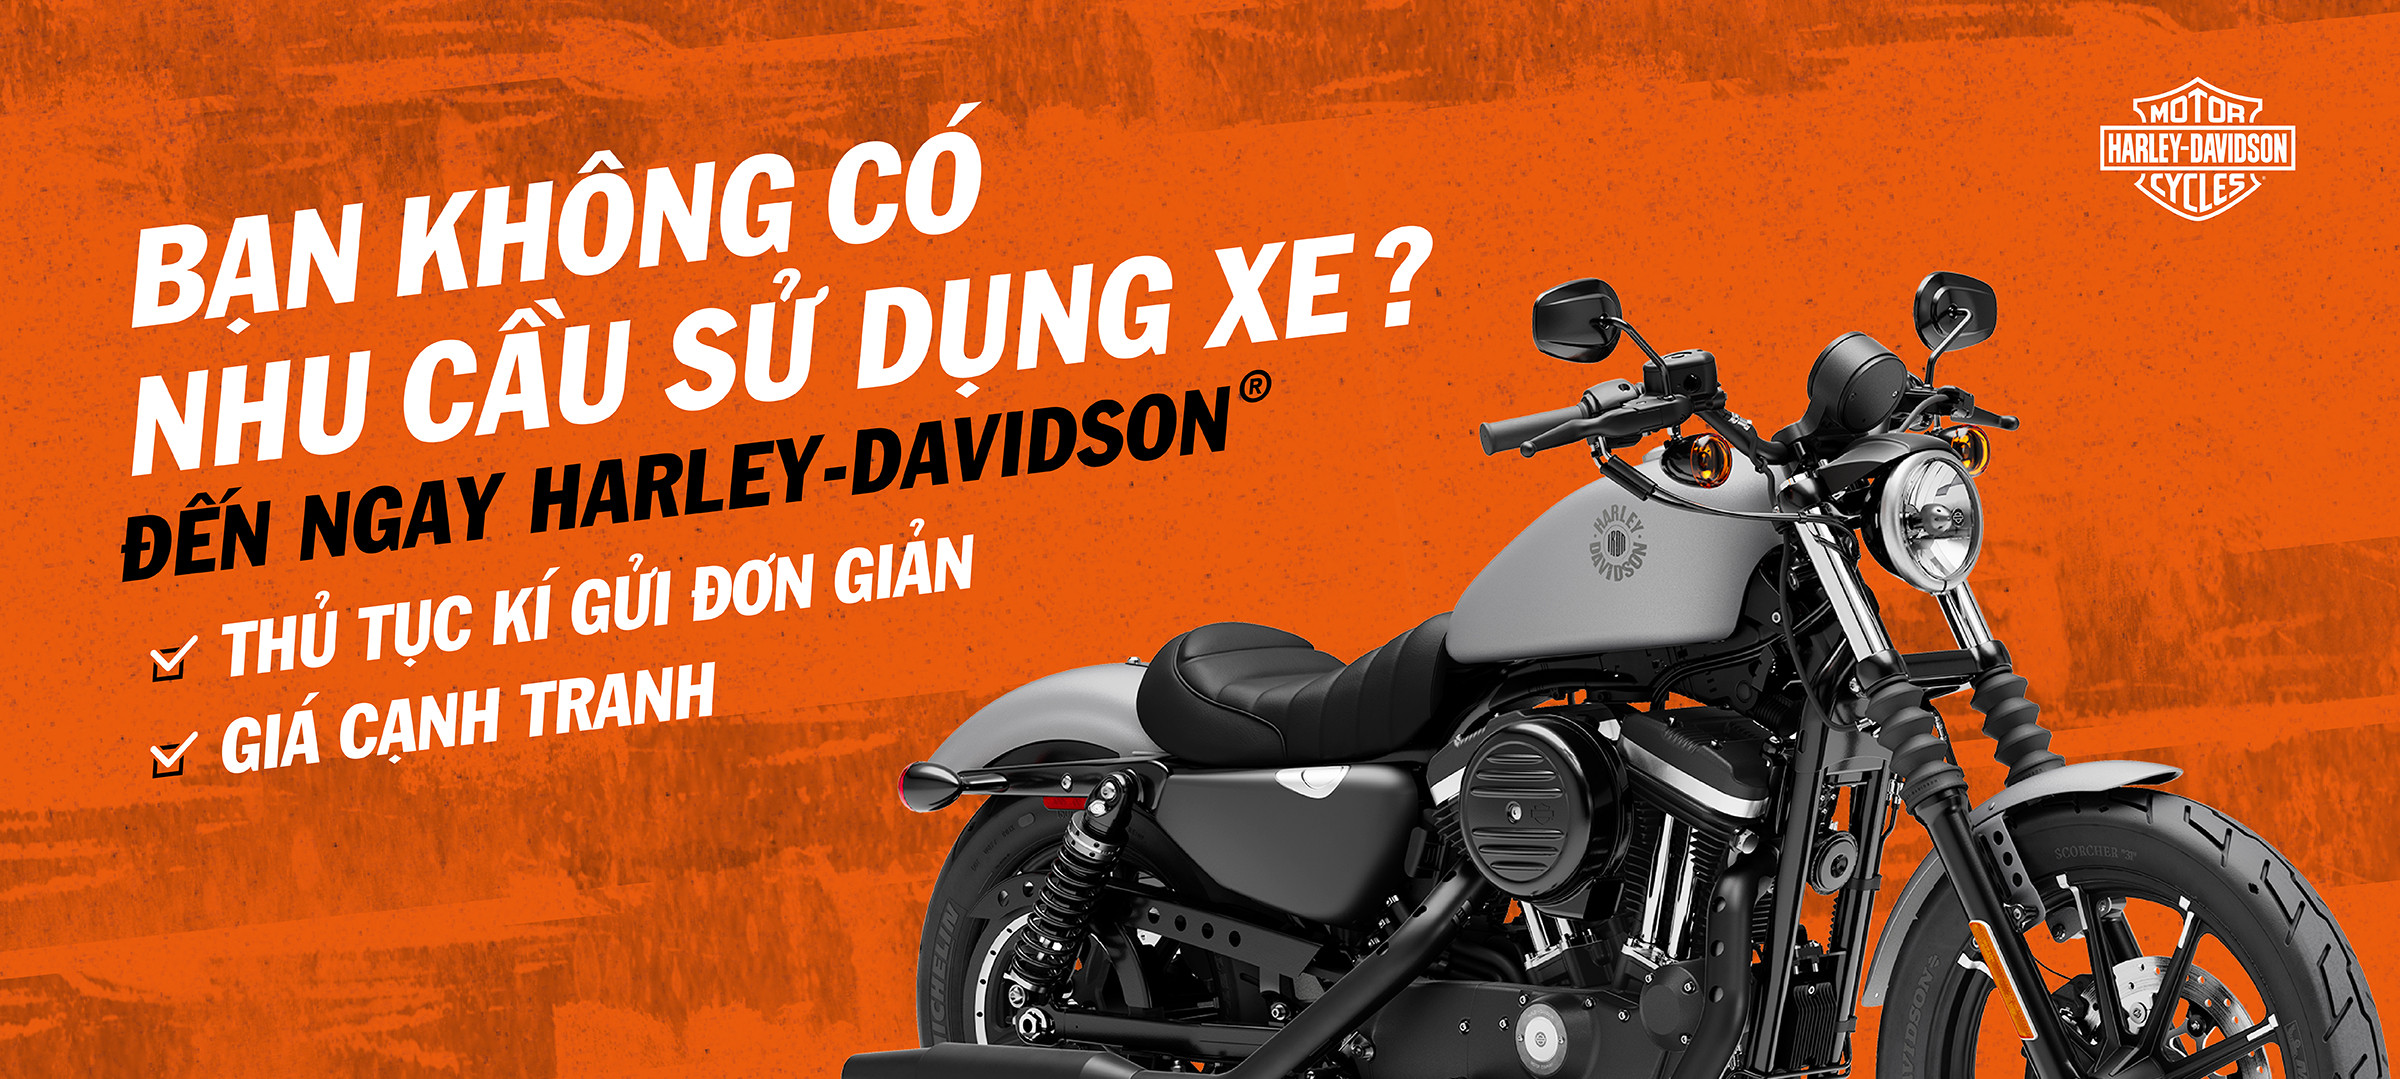 BẠN KHÔNG CÓ
NHU CẦU SỬ DỤNG XE?
ĐẾN NGAY HARLEY-DAVIDSON®
THỦ TỤC KÍ GỬI ĐƠN GIẢN
GIÁ CẠNH TRANH
MOTOR
HARLEY-DAVIDSON
CYCLES
HARLEY
IRON
DAVIDSON
SCORCHER "31"
MICHELIN